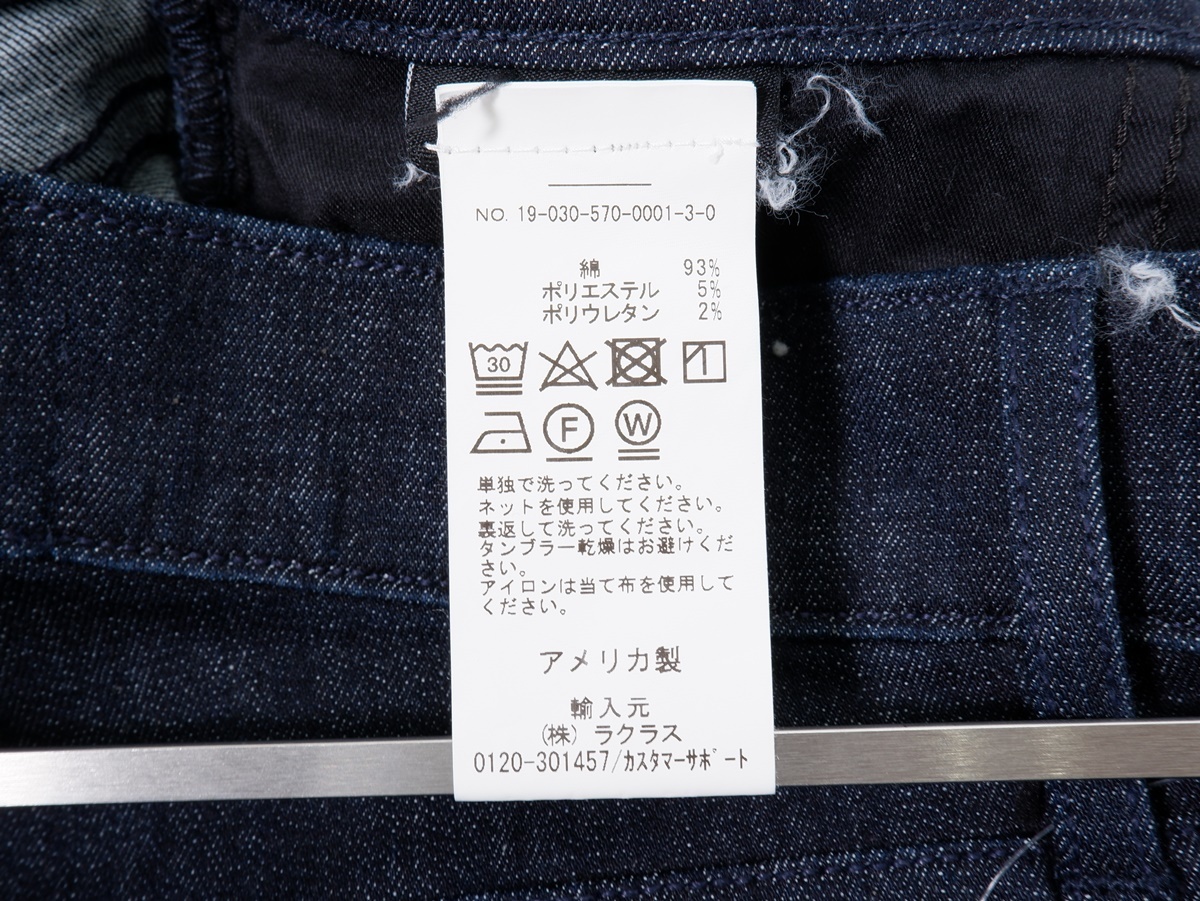 NO. 19-030-570-0001-3-0
綿 93%
ポリエステル 5%
ポリウレタン 2%
30
F W
単独で洗ってください。
ネットを使用してください。
裏返して洗ってください。
タンブラー乾燥はお避けくだ
さい。
アイロンは当て布を使用して
ください。
アメリカ製
輸入元
(株) ラクラス
0120-301457/カスタマーサポート